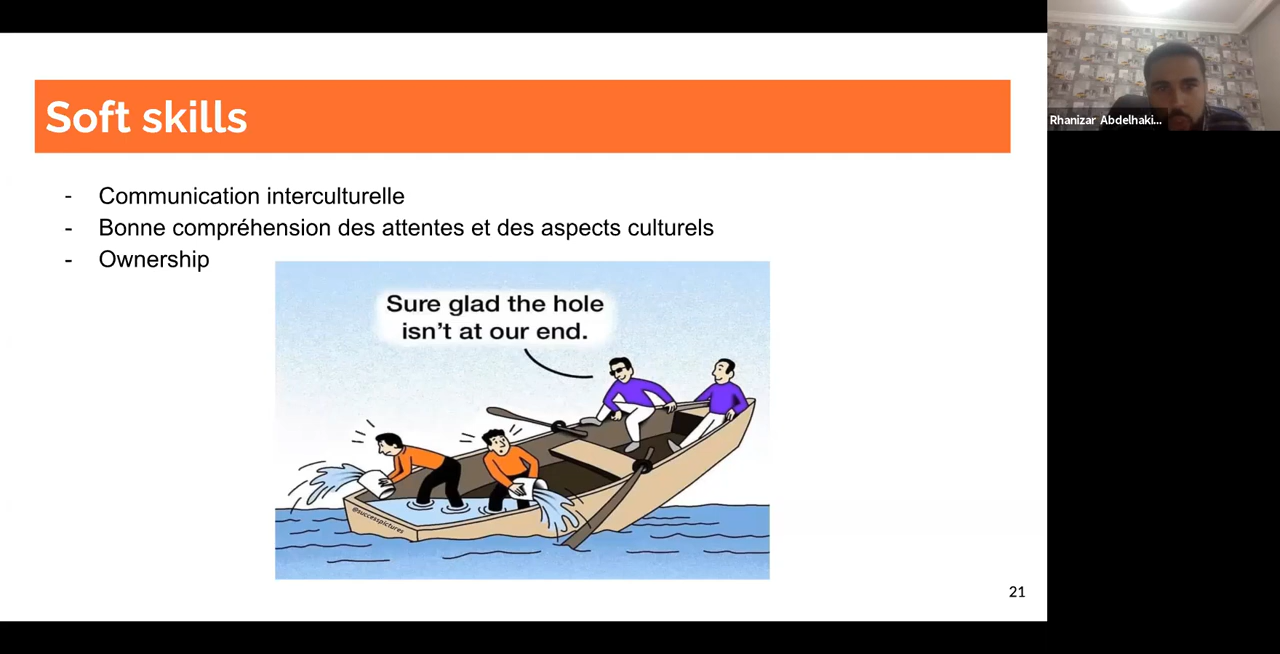 Soft skills
- Communication interculturelle
- Bonne compréhension des attentes et des aspects culturels
- Ownership
Sure glad the hole
isn't at our end.
@successpictures
21
Rhanizar Abdelhaki...